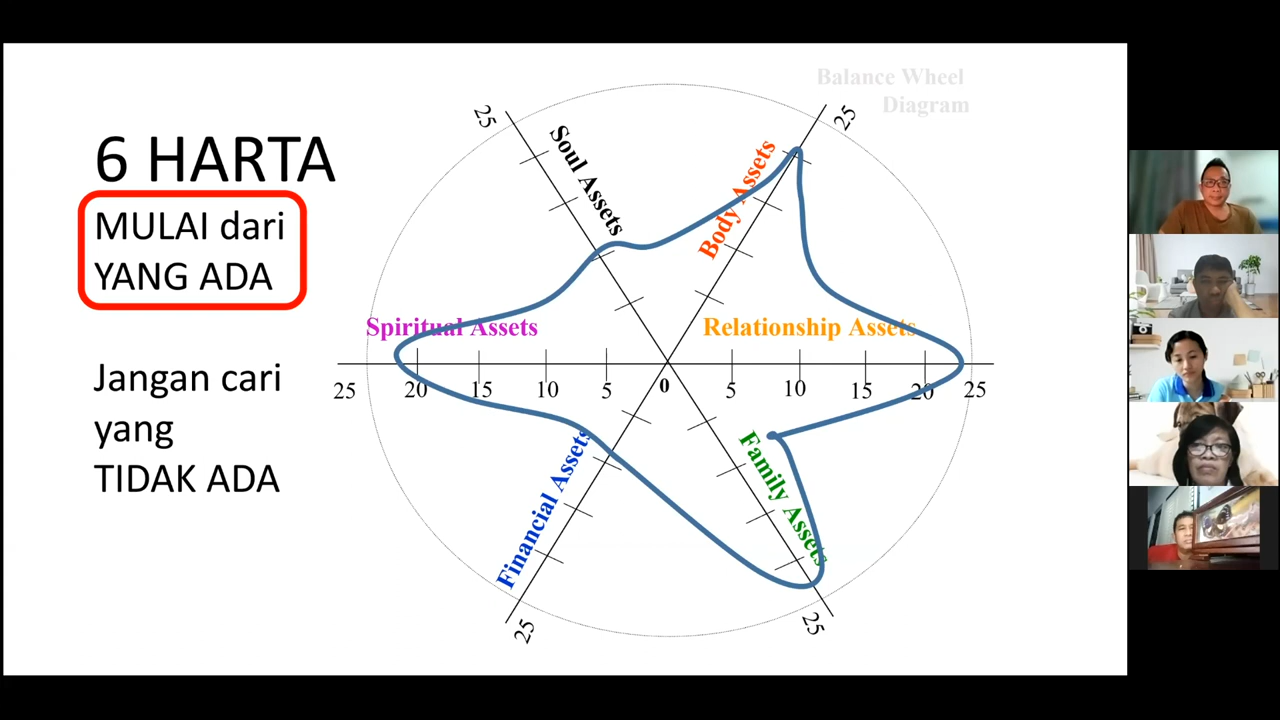 Balance Wheel
Diagram
6 HARTA
MULAI dari
YANG ADA
Jangan cari
yang
TIDAK ADA
25
Soul Assets
Body Assets
25
Spiritual Assets
Relationship Assets
25
20
15
10
5
0
5
10
15
20
25
Financial Assets
25
Family Assets
25